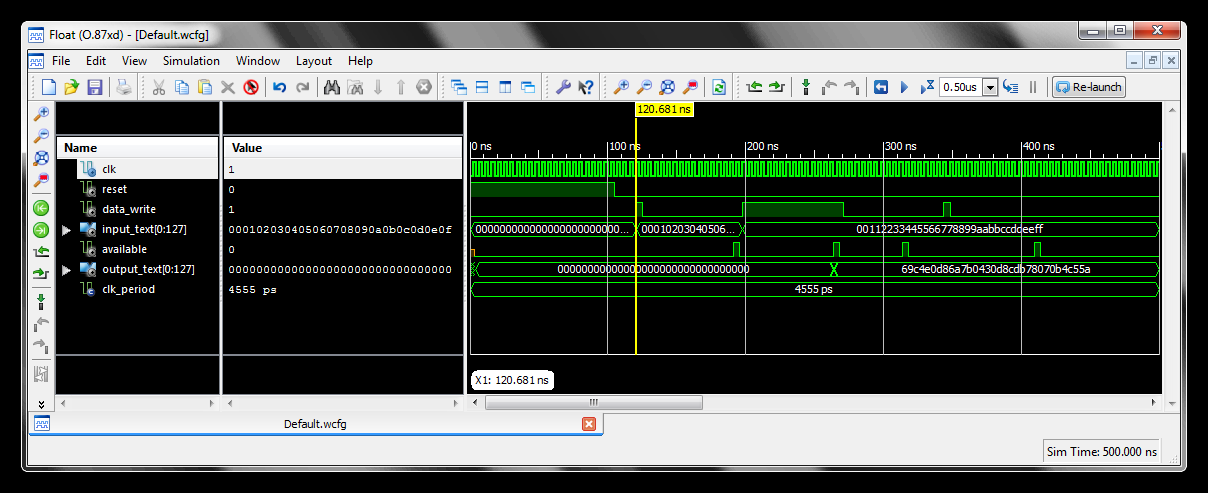 Float (O.87xd) - [Default.wcfg]
File Edit View Simulation Window Layout Help
0.50us Re-launch
120.681 ns
Name Value
0 ns 100 ns 200 ns 300 ns 400 ns
clk 1
reset 0
data_write 1
input_text[0:127] 000102030405060708090a0b0c0d0e0f 000000000000000000000000... 00010203040506... 00112233445566778899aabbccddeeff
available 0
output_text[0:127] 00000000000000000000000000000000 00000000000000000000000000000000 69c4e0d86a7b0430d8cdb78070b4c55a
clk_period 4555 ps 4555 ps
X1: 120.681 ns
Default.wcfg
Sim Time: 500.000 ns